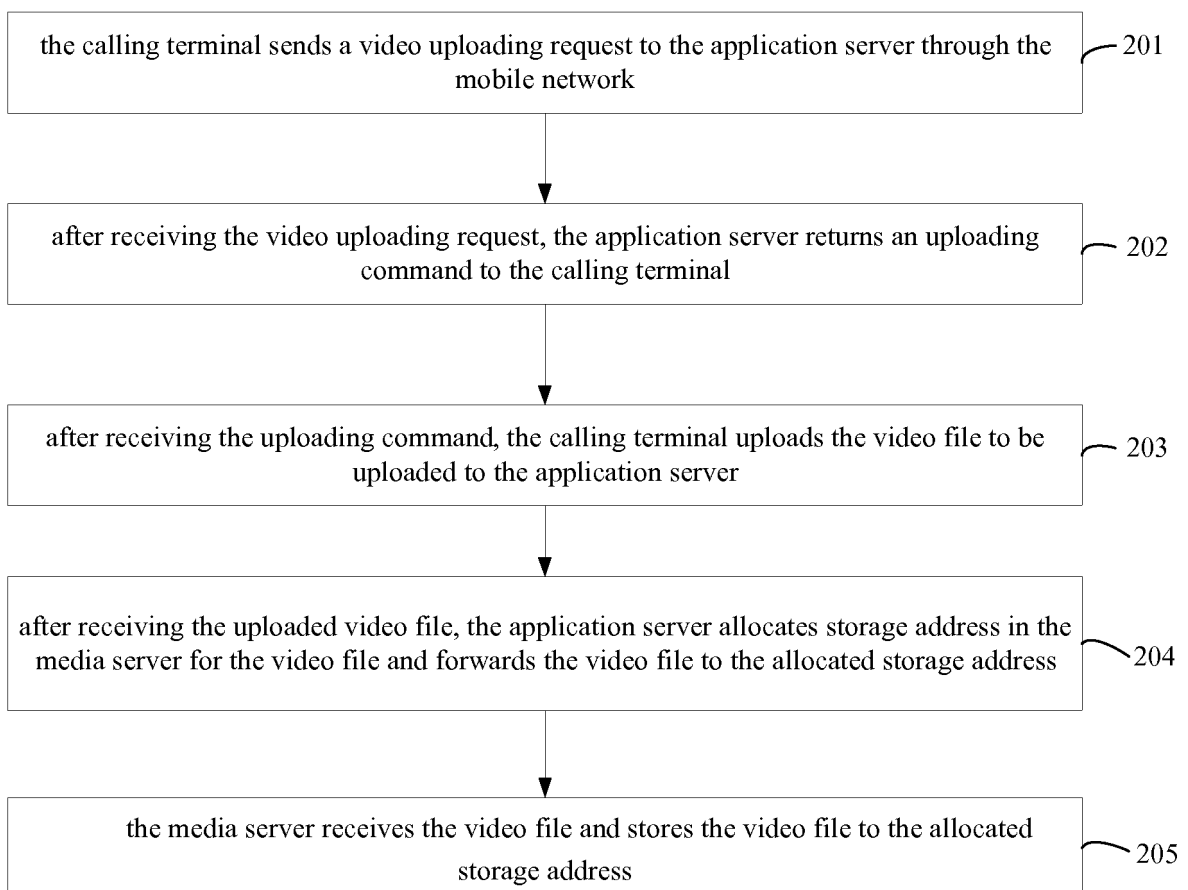 the calling terminal sends a video uploading request to the application server through the
mobile network
201
after receiving the video uploading request, the application server returns an uploading
command to the calling terminal
202
after receiving the uploading command, the calling terminal uploads the video file to be
uploaded to the application server
203
after receiving the uploaded video file, the application server allocates storage address in the
media server for the video file and forwards the video file to the allocated storage address
204
the media server receives the video file and stores the video file to the allocated
storage address
205